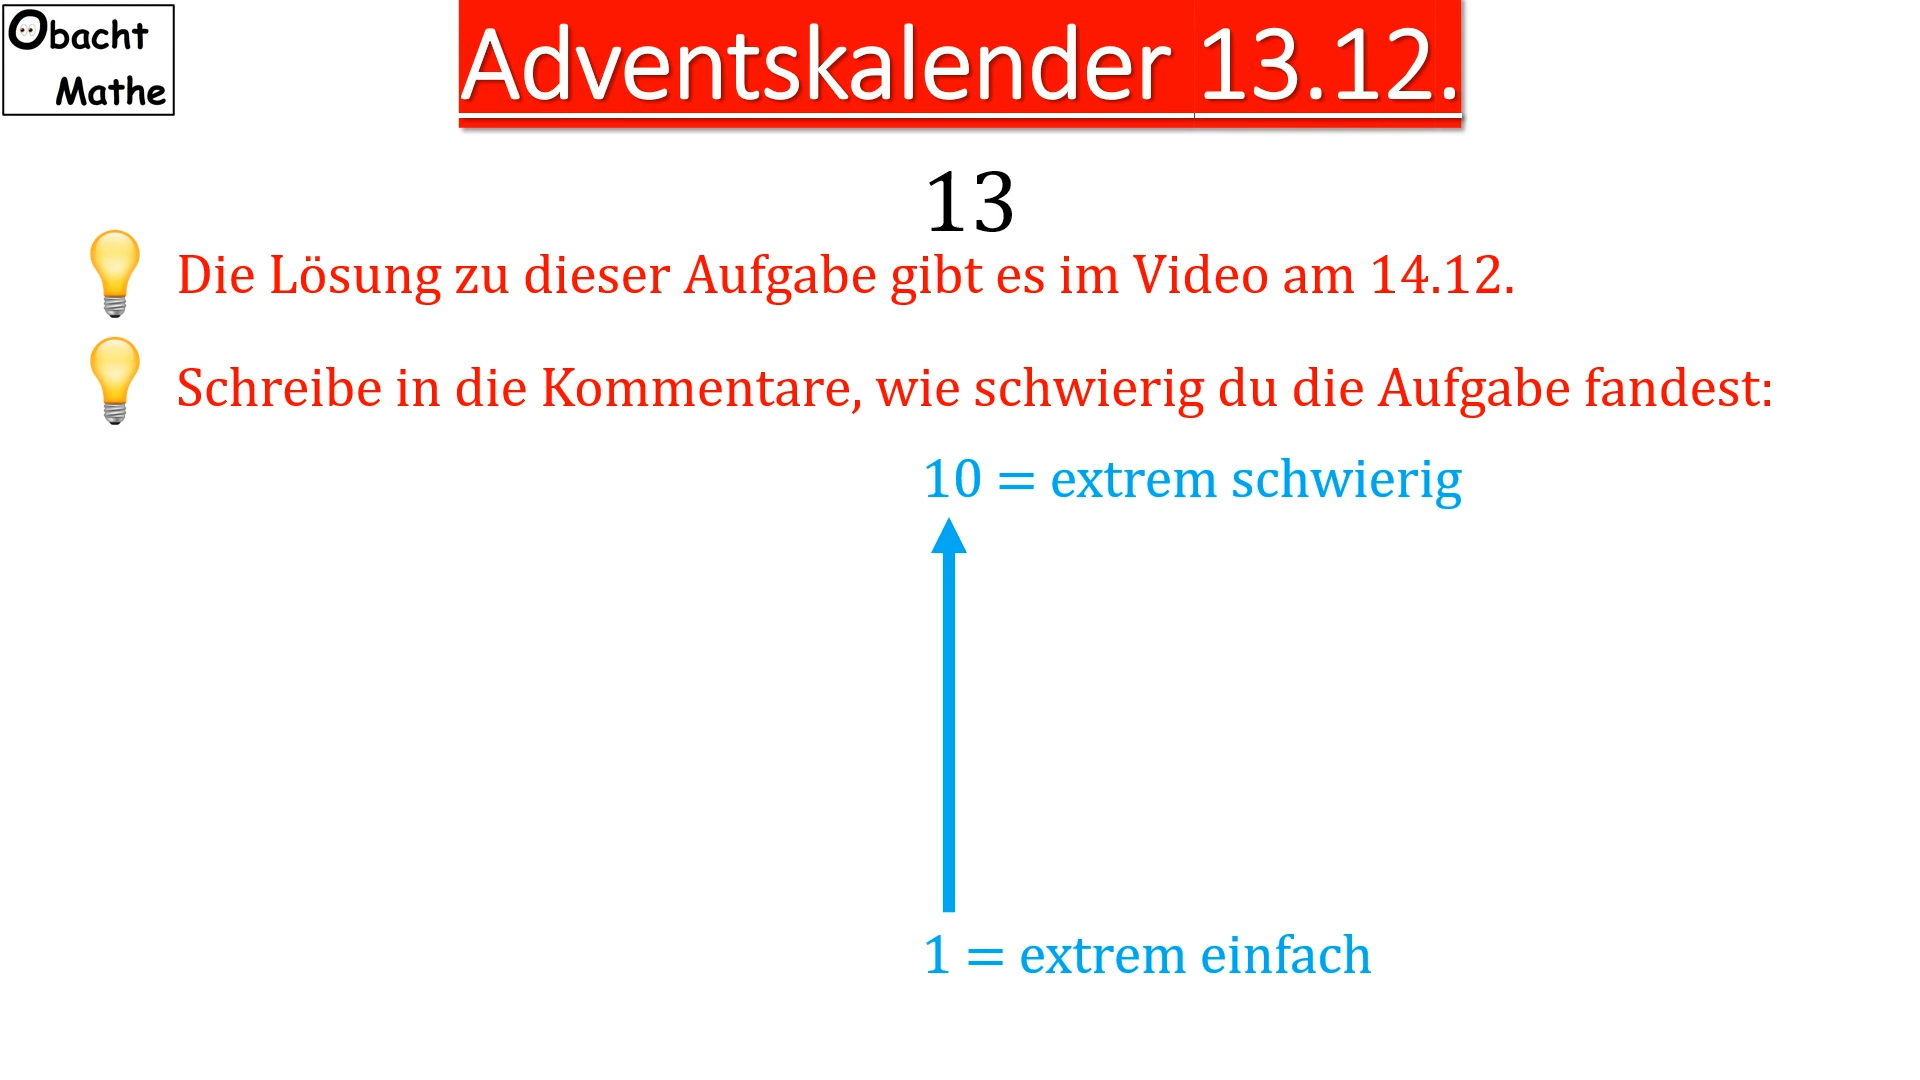 Obacht
Mathe
Adventskalender 13.12.
13
Die Lösung zu dieser Aufgabe gibt es im Video am 14.12.
Schreibe in die Kommentare, wie schwierig du die Aufgabe fandest:
10 = extrem schwierig
1 = extrem einfach